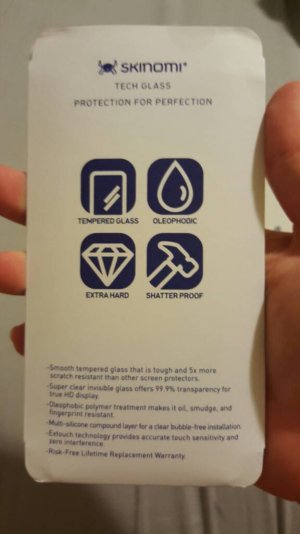 SKINOMI®
TECH GLASS
PROTECTION FOR PERFECTION
TEMPERED GLASS OLEOPHOBIC
EXTRA HARD SHATTER PROOF
-Smooth tempered glass that is tough and 5x more
scratch resistant than other screen protectors.
-Super clear invisible glass offers 99.9% transparency for
true HD display.
-Oleophobic polymer treatment makes it oil, smudge, and
fingerprint resistant.
-Multi-silicone compound layer for a clear bubble-free installation.
-Extouch technology provides accurate touch sensitivity and
zero interference.
-Risk-Free Lifetime Replacement Warranty.